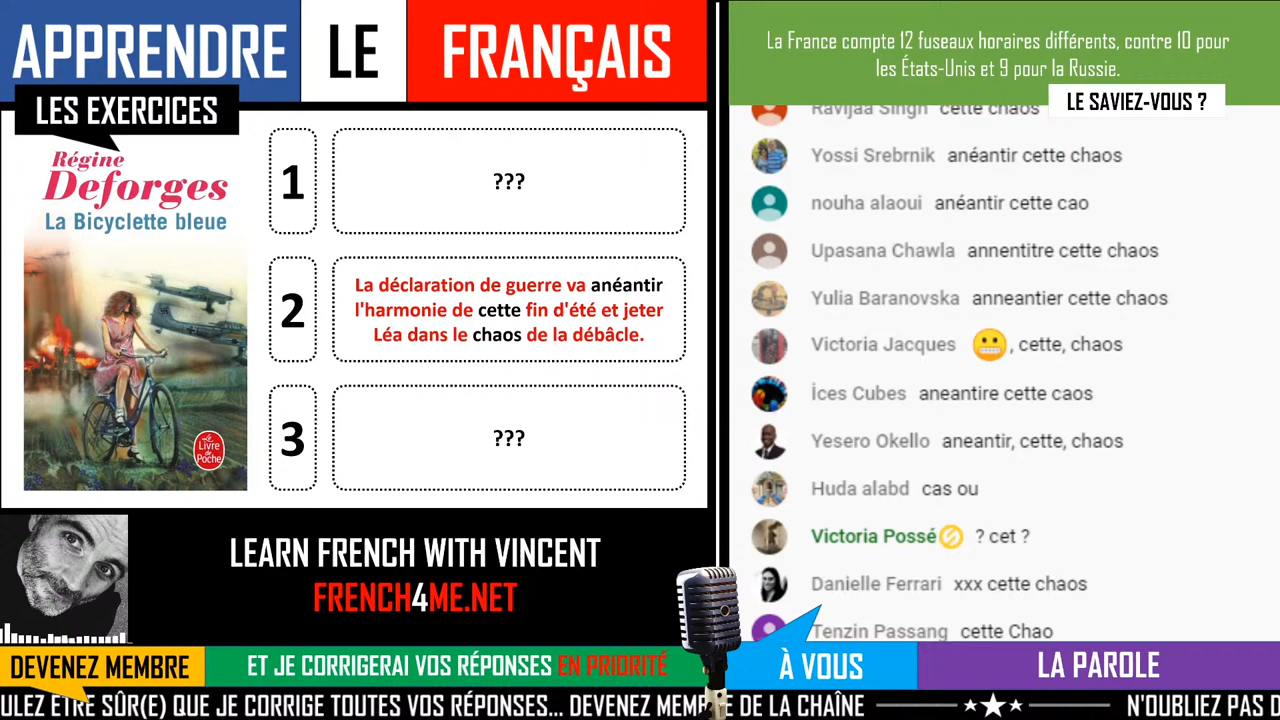 APPRENDRE LE FRANÇAIS
LES EXERCICES
Régine
Deforges
La Bicyclette bleue
Le Livre de Poche
1
???
2
La déclaration de guerre va anéantir
l'harmonie de cette fin d'été et jeter
Léa dans le chaos de la débâcle.
3
???
LEARN FRENCH WITH VINCENT
FRENCH4ME.NET
DEVENEZ MEMBRE
ET JE CORRIGERAI VOS RÉPONSES EN PRIORITÉ
La France compte 12 fuseaux horaires différents, contre 10 pour
les États-Unis et 9 pour la Russie.
LE SAVIEZ-VOUS ?
Ravijaa Singh cette chaos
Yossi Srebrnik anéantir cette chaos
nouha alaoui anéantir cette cao
Upasana Chawla annentitre cette chaos
Yulia Baranovska anneantier cette chaos
Victoria Jacques 😬, cette, chaos
İces Cubes aneantire cette caos
Yesero Okello aneantir, cette, chaos
Huda alabd cas ou
Victoria Possé ? cet ?
Danielle Ferrari xxx cette chaos
Tenzin Passang cette Chao
À VOUS
LA PAROLE
ULEZ ÊTRE SÛR(E) QUE JE CORRIGE TOUTES VOS RÉPONSES... DEVENEZ MEMBRE DE LA CHAÎNE N'OUBLIEZ PAS D